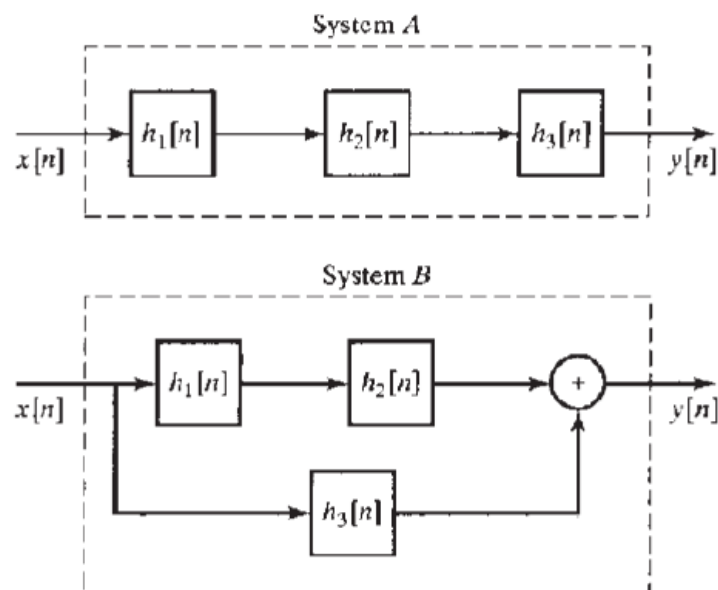 System A
h₁[n] h₂[n] h₃[n]
x[n] y[n]
System B
h₁[n] h₂[n] +
x[n] y[n]
h₃[n]